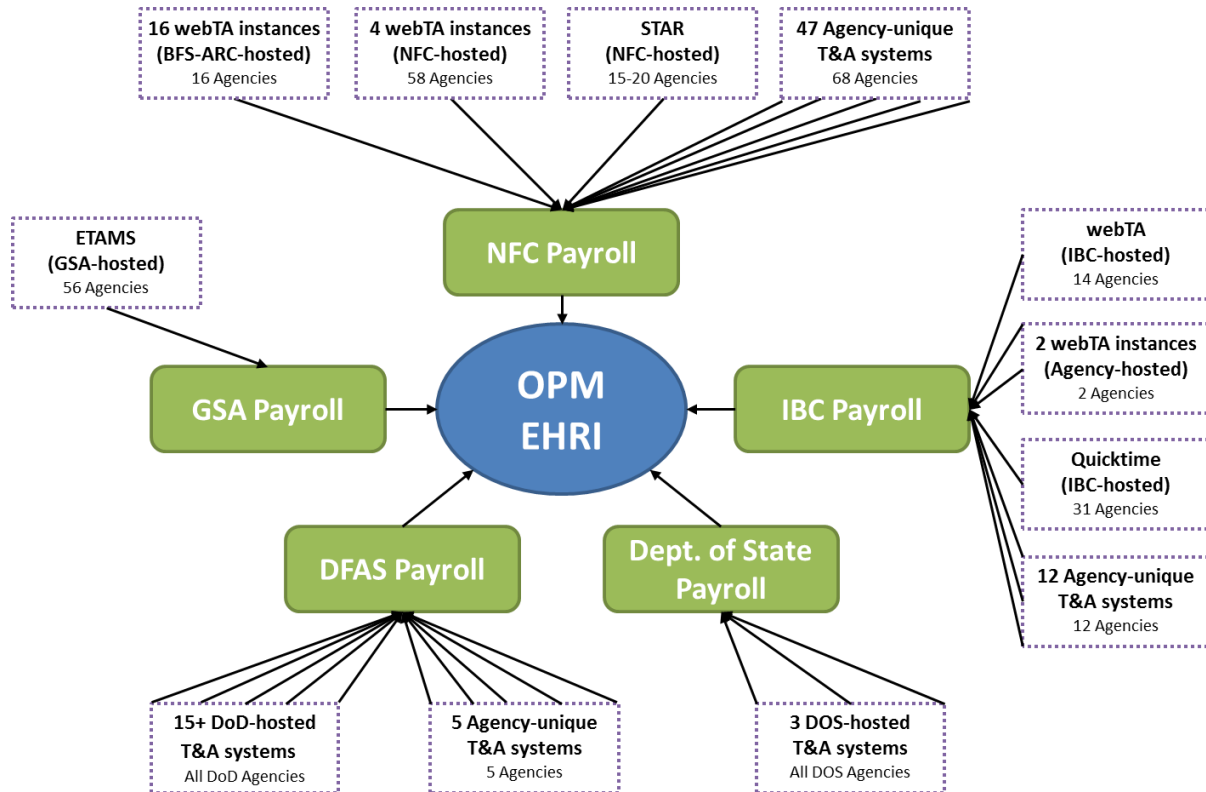 16 webTA instances
(BFS-ARC-hosted)
16 Agencies
4 webTA instances
(NFC-hosted)
58 Agencies
STAR
(NFC-hosted)
15-20 Agencies
47 Agency-unique
T&A systems
68 Agencies
ETAMS
(GSA-hosted)
56 Agencies
NFC Payroll
webTA
(IBC-hosted)
14 Agencies
2 webTA instances
(Agency-hosted)
2 Agencies
GSA Payroll
OPM
EHRI
IBC Payroll
Quicktime
(IBC-hosted)
31 Agencies
DFAS Payroll
Dept. of State
Payroll
12 Agency-unique
T&A systems
12 Agencies
15+ DoD-hosted
T&A systems
All DoD Agencies
5 Agency-unique
T&A systems
5 Agencies
3 DOS-hosted
T&A systems
All DOS Agencies